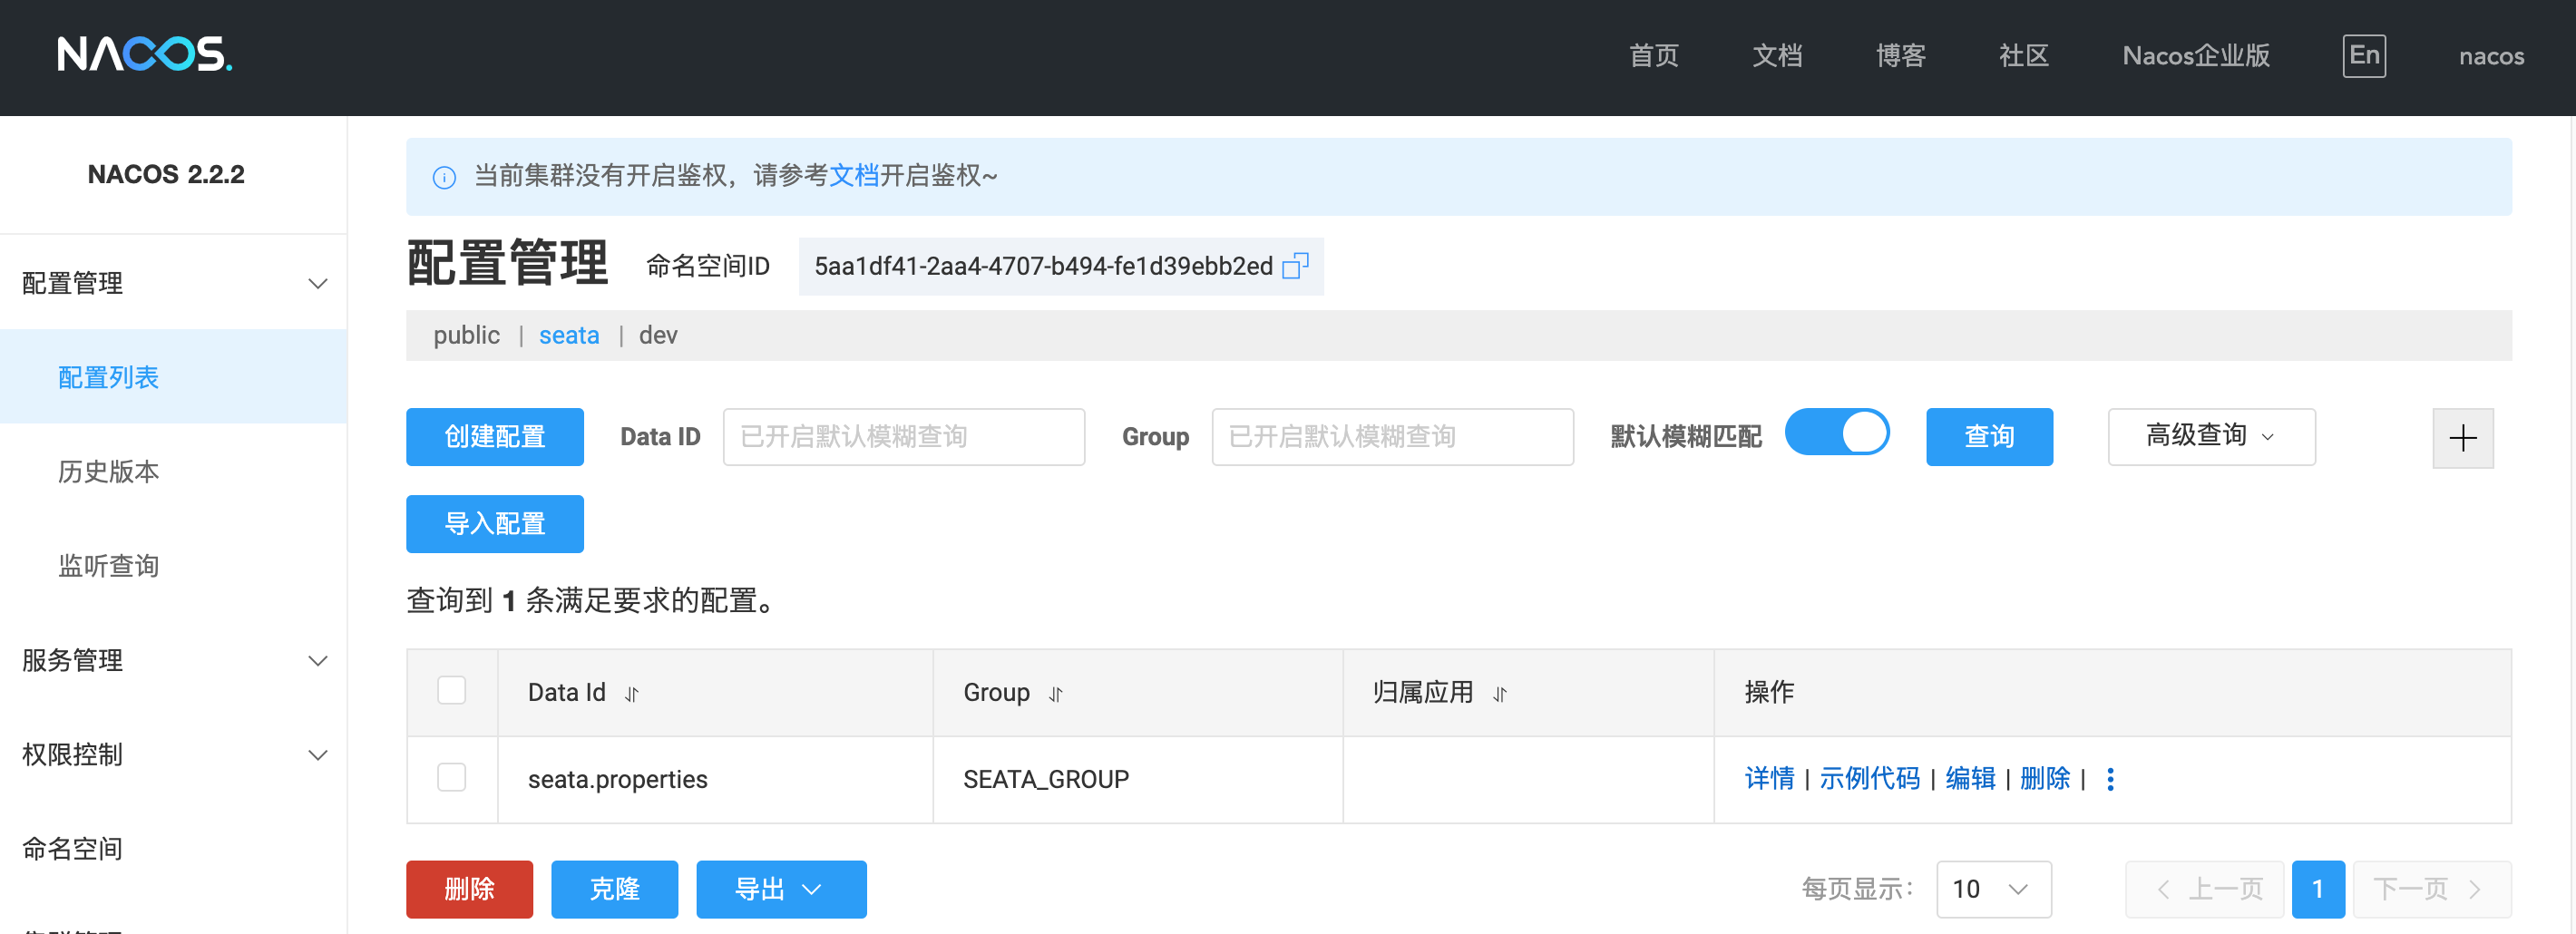 NACOS.
首页 文档 博客 社区 Nacos企业版 En nacos
NACOS 2.2.2
配置管理
配置列表
历史版本
监听查询
服务管理
权限控制
命名空间
集群管理
当前集群没有开启鉴权，请参考文档开启鉴权~
配置管理 命名空间ID 5aa1df41-2aa4-4707-b494-fe1d39ebb2ed
public | seata | dev
创建配置 Data ID 已开启默认模糊查询 Group 已开启默认模糊查询 默认模糊匹配 查询 高级查询
导入配置
查询到 1 条满足要求的配置。
Data Id Group 归属应用 操作
seata.properties SEATA_GROUP 详情 | 示例代码 | 编辑 | 删除 |
删除 克隆 导出 每页显示： 10 上一页 1 下一页